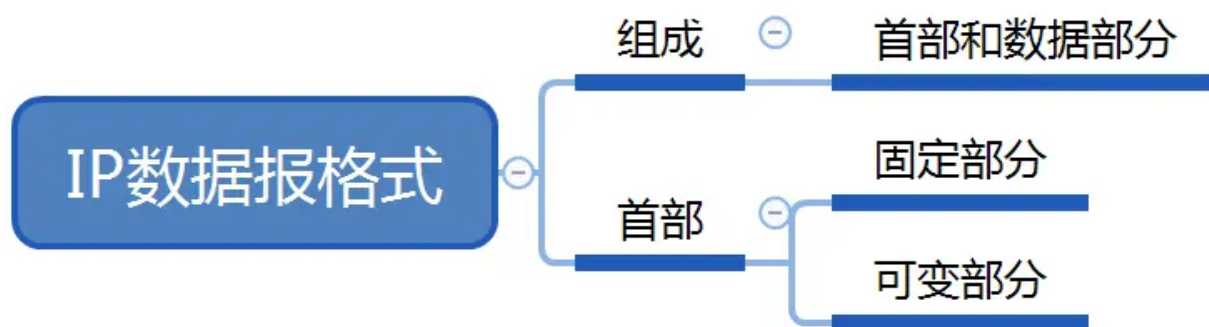 IP数据报格式
组成
首部和数据部分
首部
固定部分
可变部分